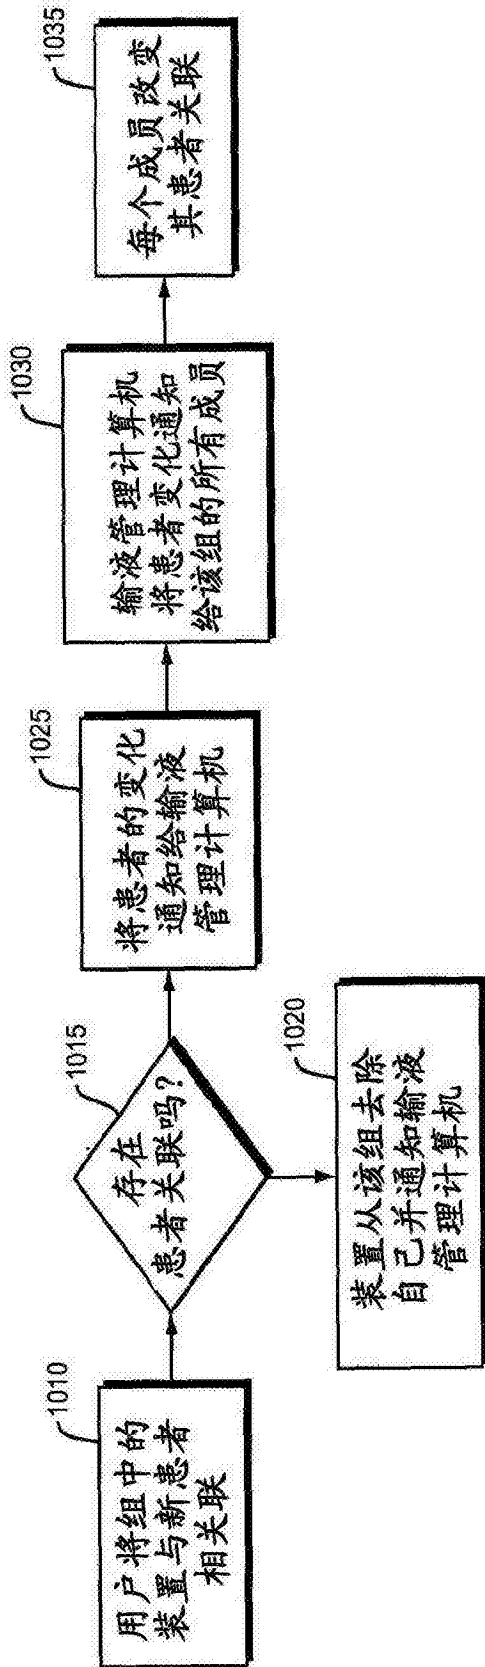 1010
用户将组中的
装置与新患者
相关联
1015
存在
患者关联吗?
1020
装置从该组去除
自己并通知输液
管理计算机
1025
将患者的变化
通知给输液
管理计算机
1030
输液管理计算机
将患者变化通知
给该组的所有成员
1035
每个成员改变
其患者关联